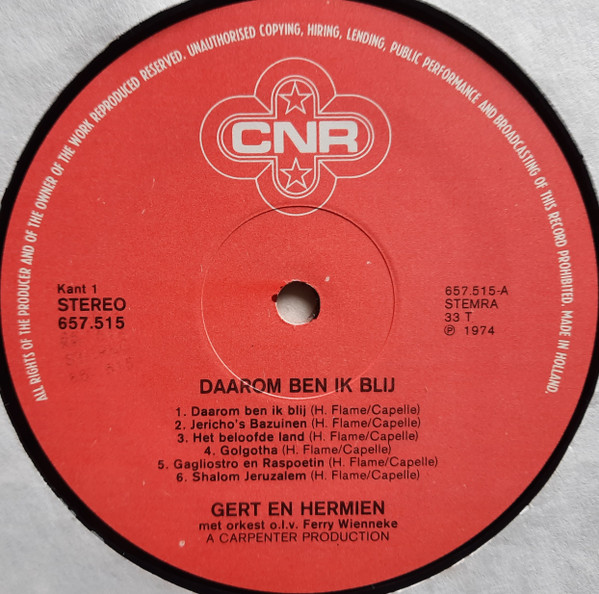 ALL RIGHTS OF THE PRODUCER AND OF THE OWNER OF THE WORK REPRODUCED RESERVED. UNAUTHORISED COPYING, HIRING, LENDING, PUBLIC PERFORMANCE AND BROADCASTING OF THIS RECORD PROHIBITED. MADE IN HOLLAND.
CNR
Kant 1
STEREO
657.515
657.515-A
STEMRA
33 T
℗ 1974
DAAROM BEN IK BLIJ
1. Daarom ben ik blij (H. Flame/Capelle)
2. Jericho's Bazuinen (H. Flame/Capelle)
3. Het beloofde land (H. Flame/Capelle)
4. Golgotha (H. Flame/Capelle)
5. Gagliostro en Raspoetin (H. Flame/Capelle)
6. Shalom Jeruzalem (H. Flame/Capelle)
GERT EN HERMIEN
met orkest o.l.v. Ferry Wienneke
A CARPENTER PRODUCTION